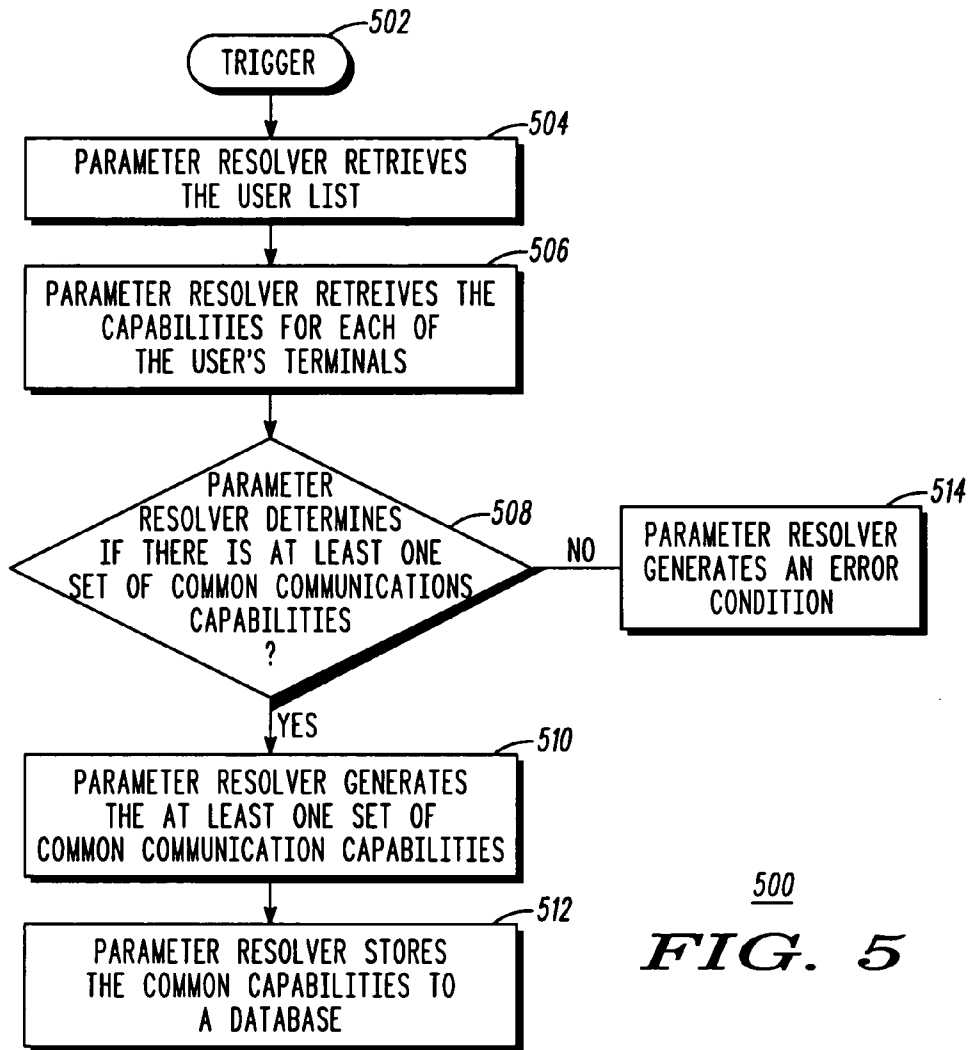 502
TRIGGER
504
PARAMETER RESOLVER RETRIEVES
THE USER LIST
506
PARAMETER RESOLVER RETREIVES THE
CAPABILITIES FOR EACH OF
THE USER'S TERMINALS
PARAMETER
RESOLVER DETERMINES
IF THERE IS AT LEAST ONE
SET OF COMMON COMMUNICATIONS
CAPABILITIES
?
508
NO
514
PARAMETER RESOLVER
GENERATES AN ERROR
CONDITION
YES
510
PARAMETER RESOLVER GENERATES
THE AT LEAST ONE SET OF
COMMON COMMUNICATION CAPABILITIES
512
PARAMETER RESOLVER STORES
THE COMMON CAPABILITIES TO
A DATABASE
500
FIG. 5